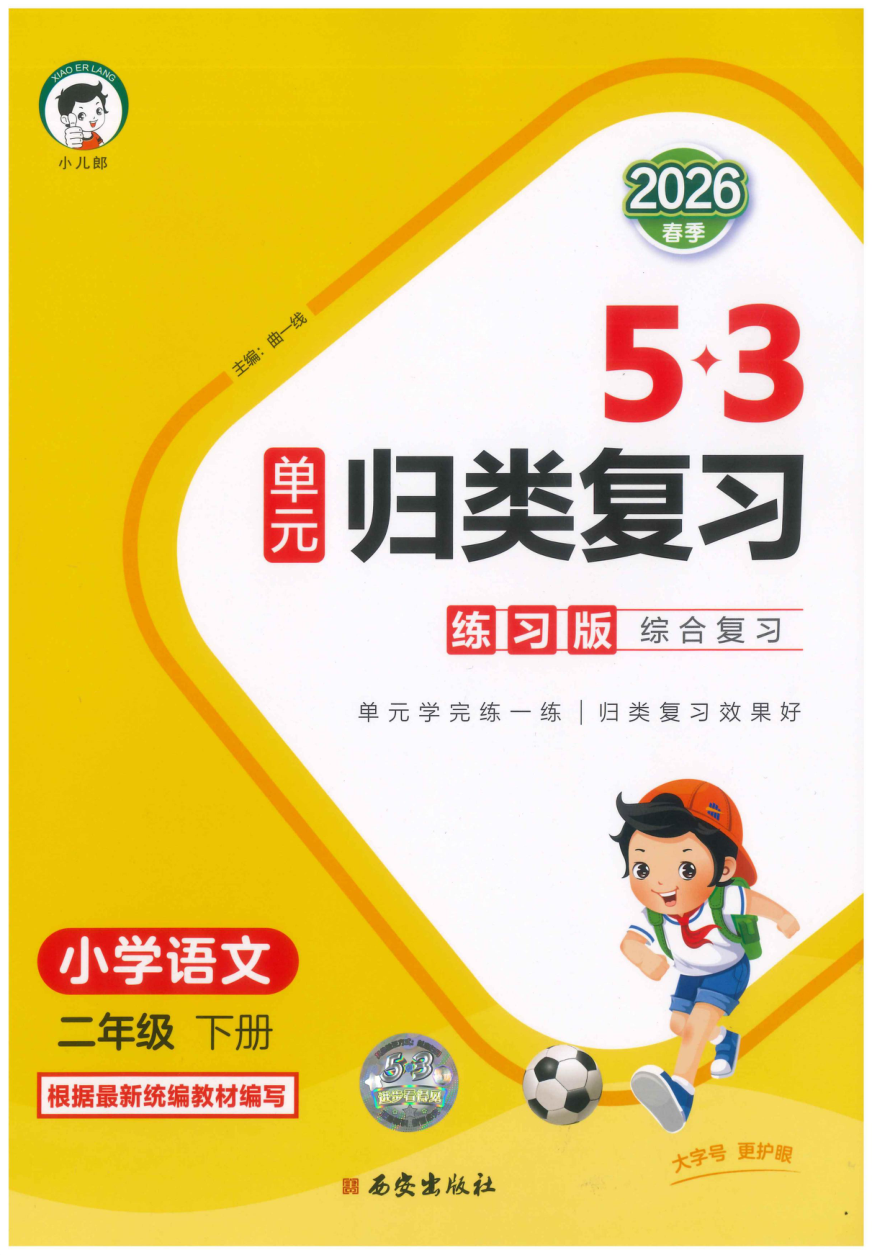 XIAO ER LANG
小儿郎
2026
春季
主编：曲一线
5·3
单元
归类复习
练习版 综合复习
单元学完练一练|归类复习效果好
小学语文
二年级 下册
根据最新统编教材编写
5·3
大字号 更护眼
西安出版社